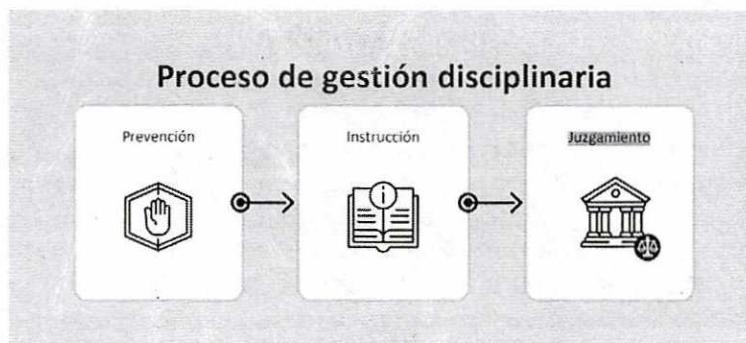 Proceso de gestión disciplinaria
Prevención
Instrucción
Juzgamiento